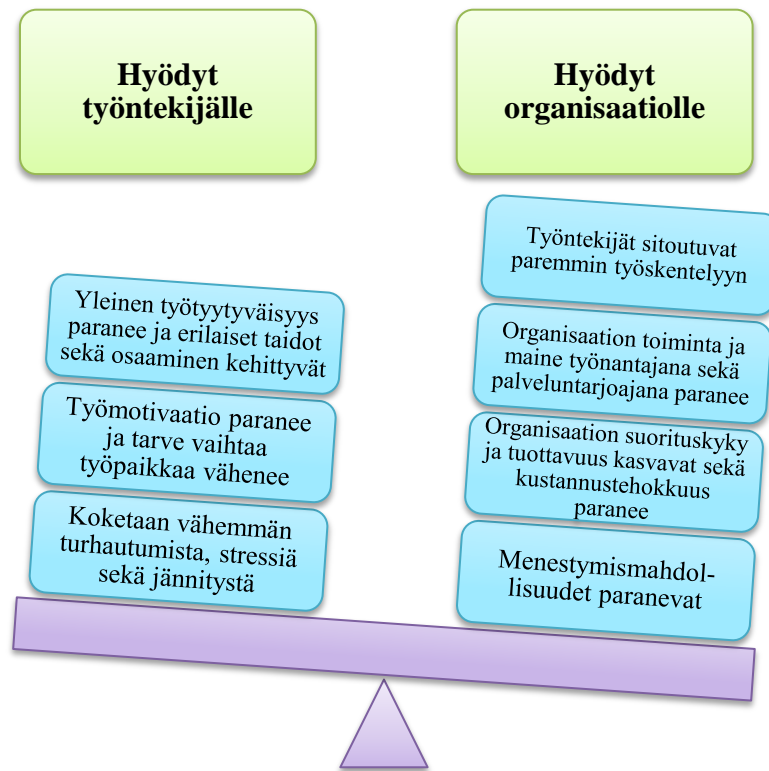 Hyödyt
työntekijälle
Hyödyt
organisaatiolle
Yleinen työtyytyväisyys
paranee ja erilaiset taidot
sekä osaaminen kehittyvät
Työmotivaatio paranee
ja tarve vaihtaa
työpaikkaa vähenee
Koketaan vähemmän
turhautumista, stressiä
sekä jännitystä
Työntekijät sitoutuvat
paremmin työskentelyyn
Organisaation toiminta ja
maine työnantajana sekä
palveluntarjoajana paranee
Organisaation suorituskyky
ja tuottavuus kasvavat sekä
kustannustehokkuus
paranee
Menestymismahdol-
lisuudet paranevat